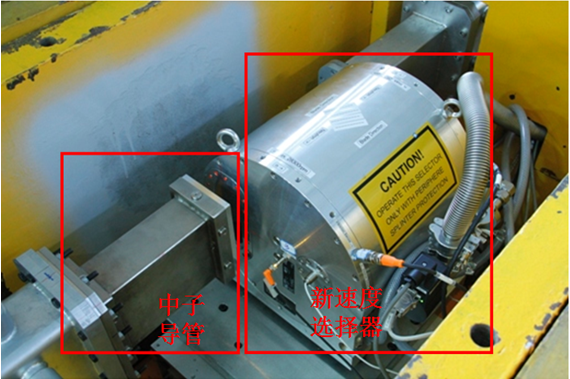 CAUTION!
OPERATE THIS SELECTOR
ONLY WITH PERIPHERE
SPLINTER PROTECTION
中子
导管
新速度
选择器